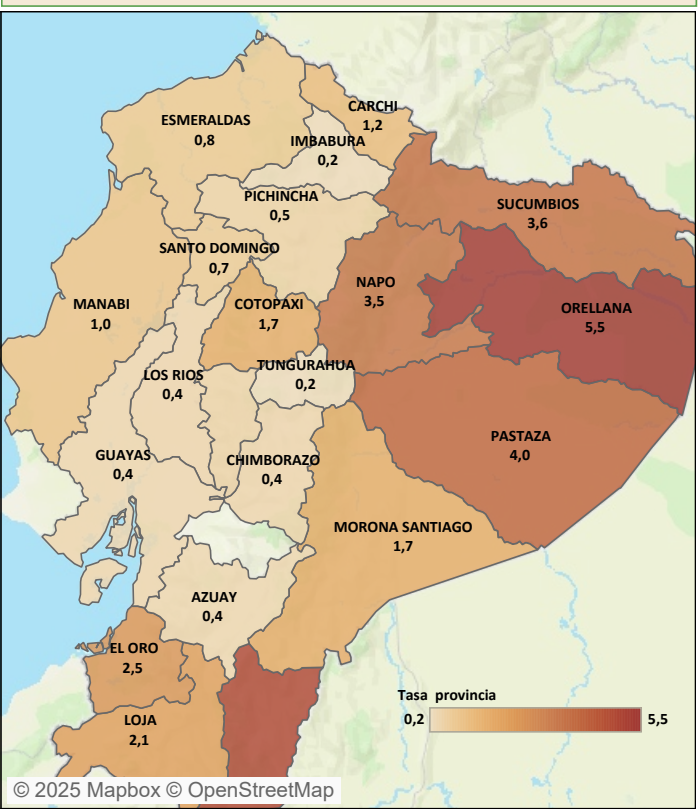 CARCHI
1,2
ESMERALDAS
0,8
IMBABURA
0,2
PICHINCHA
0,5
SUCUMBIOS
3,6
SANTO DOMINGO
0,7
NAPO
3,5
MANABI
1,0
COTOPAXI
1,7
ORELLANA
5,5
TUNGURAHUA
0,2
LOS RIOS
0,4
PASTAZA
4,0
GUAYAS
0,4
CHIMBORAZO
0,4
MORONA SANTIAGO
1,7
AZUAY
0,4
EL ORO
2,5
LOJA
2,1
Tasa provincia
0,2 5,5
© 2025 Mapbox © OpenStreetMap